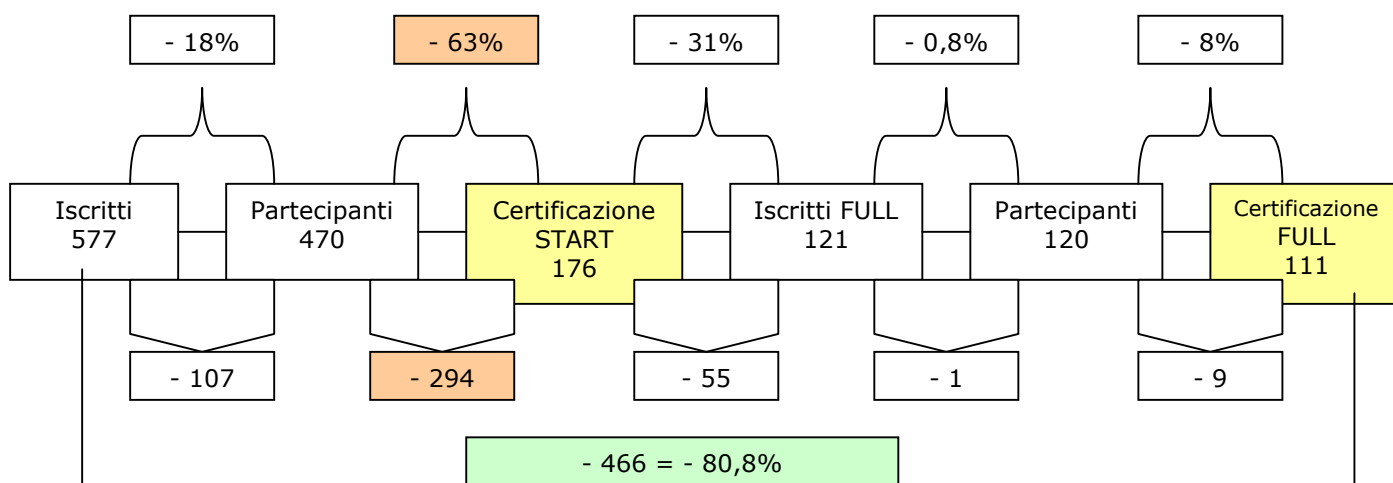 - 18%
- 63%
- 31%
- 0,8%
- 8%
Iscritti
577
Partecipanti
470
Certificazione
START
176
Iscritti FULL
121
Partecipanti
120
Certificazione
FULL
111
- 107
- 294
- 55
- 1
- 9
- 466 = - 80,8%